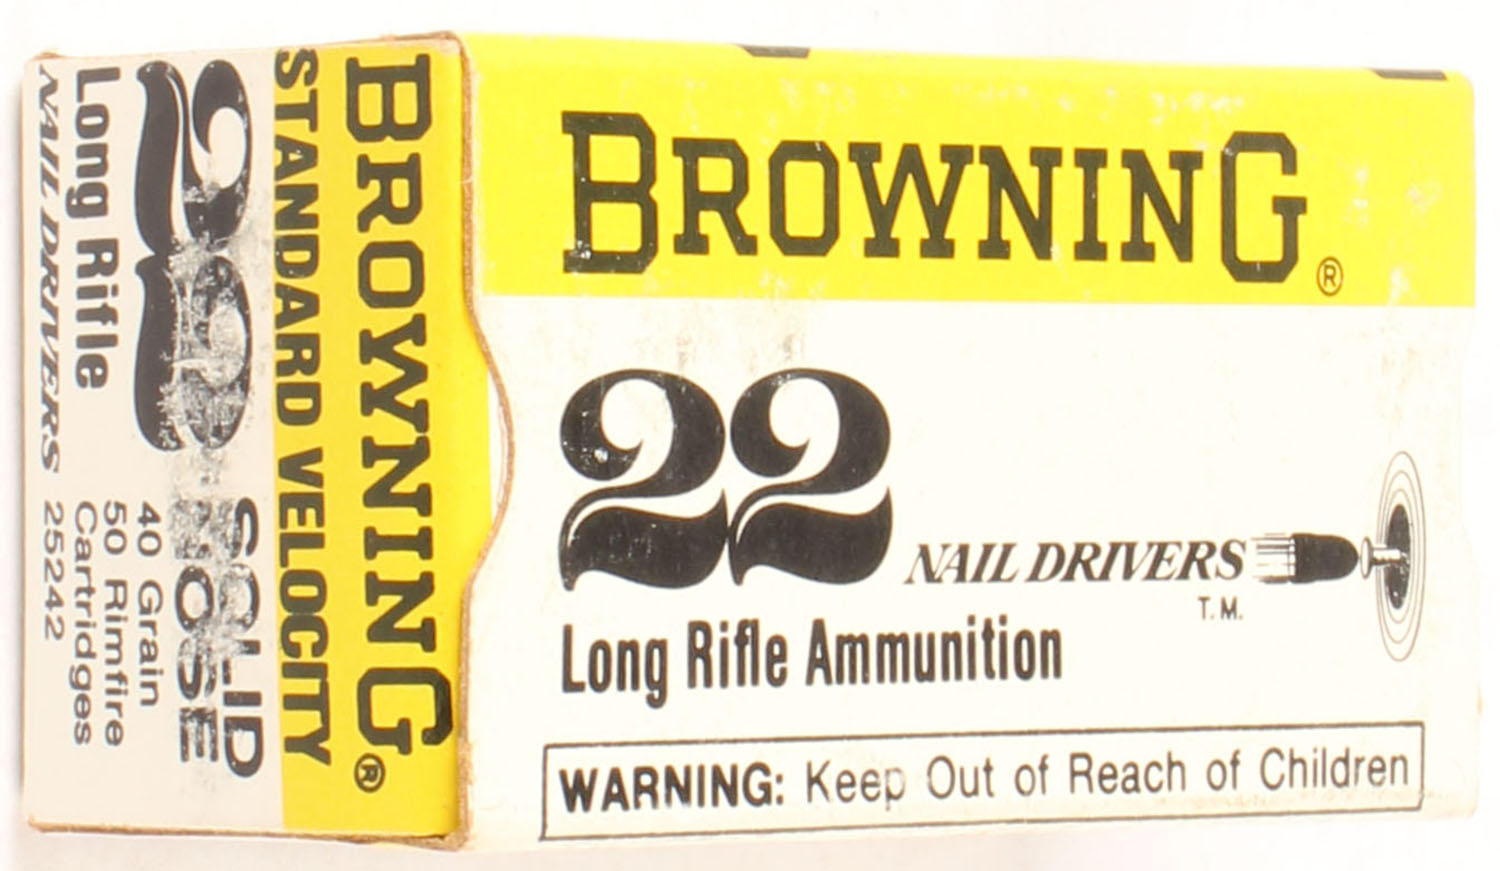 BROWNING®
22
NAIL DRIVERS
T.M.
Long Rifle Ammunition
WARNING: Keep Out of Reach of Children
BROWNING®
STANDARD VELOCITY
22
Long Rifle
NAIL DRIVERS
SOLID
NOSE
40 Grain
50 Rimfire
Cartridges
25242